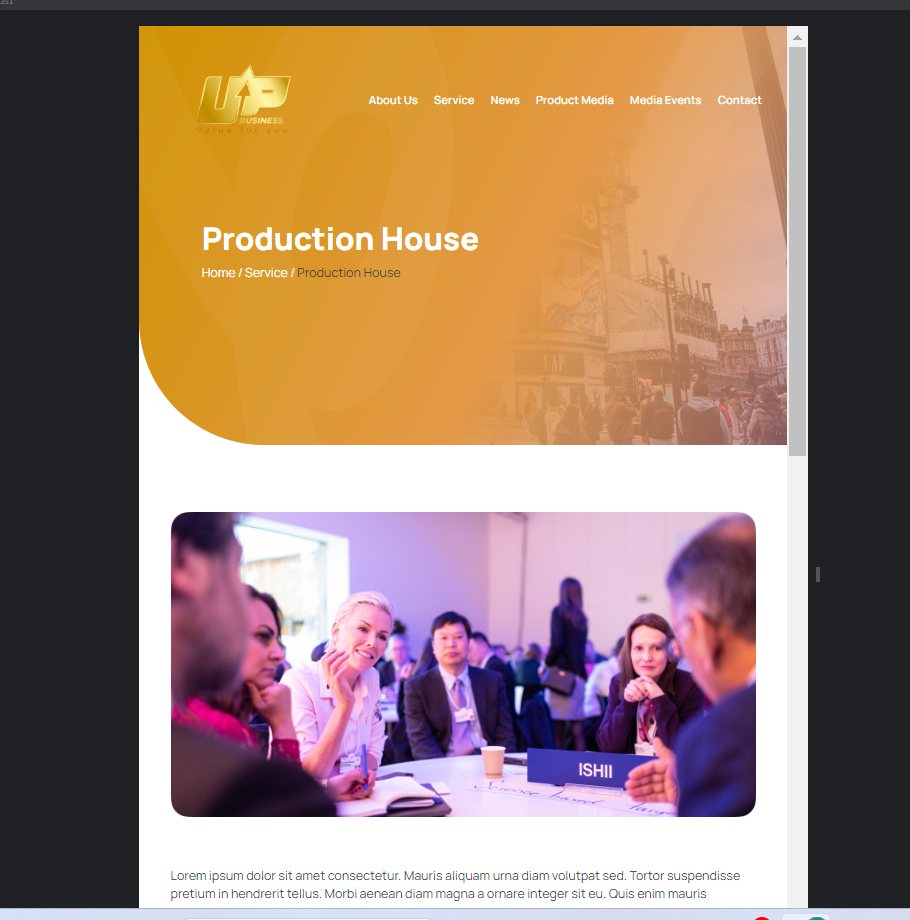 UP
BUSINESS
Value for you
About Us Service News Product Media Media Events Contact
Production House
Home / Service / Production House
GAP
ISHII
Lorem ipsum dolor sit amet consectetur. Mauris aliquam urna diam volutpat sed. Tortor suspendisse
pretium in hendrerit tellus. Morbi aenean diam magna a ornare integer sit eu. Quis enim mauris